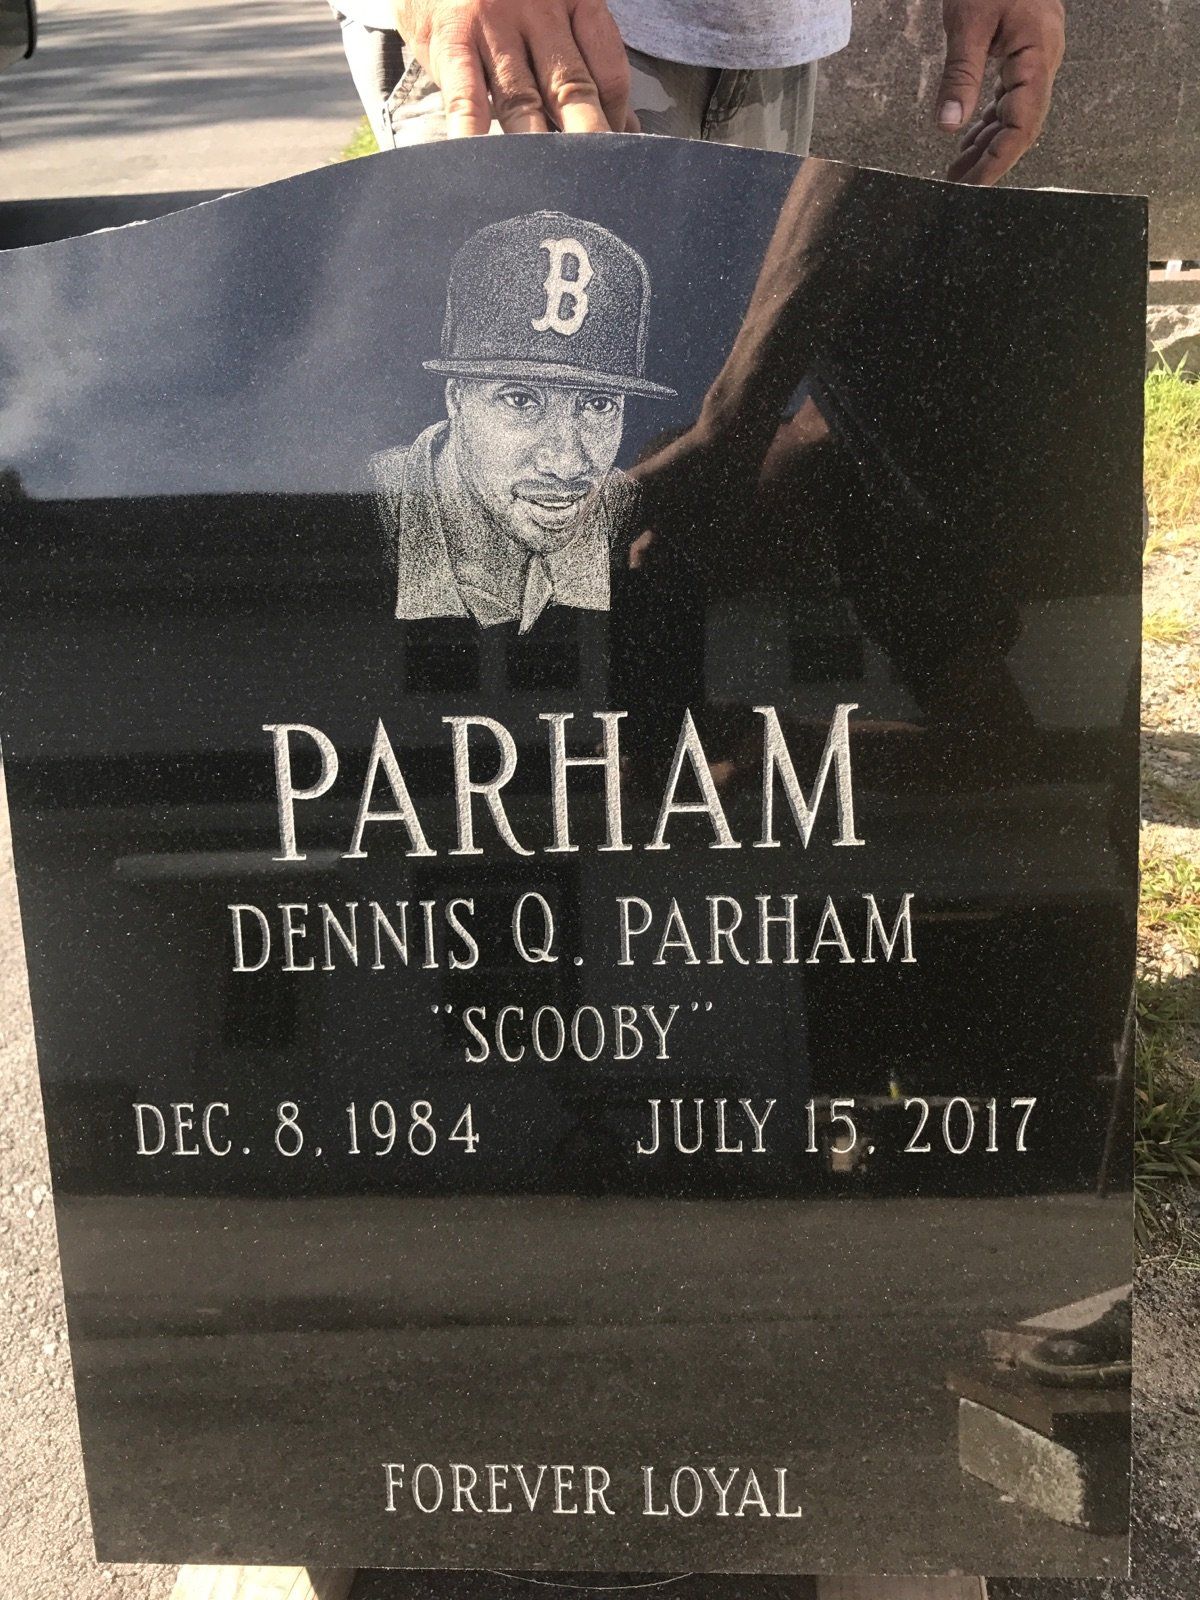 B
PARHAM
DENNIS Q. PARHAM
"SCOOBY"
DEC. 8, 1984 JULY 15, 2017
FOREVER LOYAL